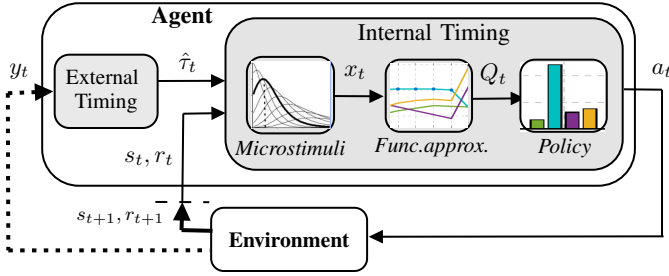 Agent
Internal Timing
y_t
External
Timing
\hat{τ}_t
x_t
Q_t
a_t
Microstimuli
Func.approx.
Policy
s_t, r_t
s_{t+1}, r_{t+1}
Environment